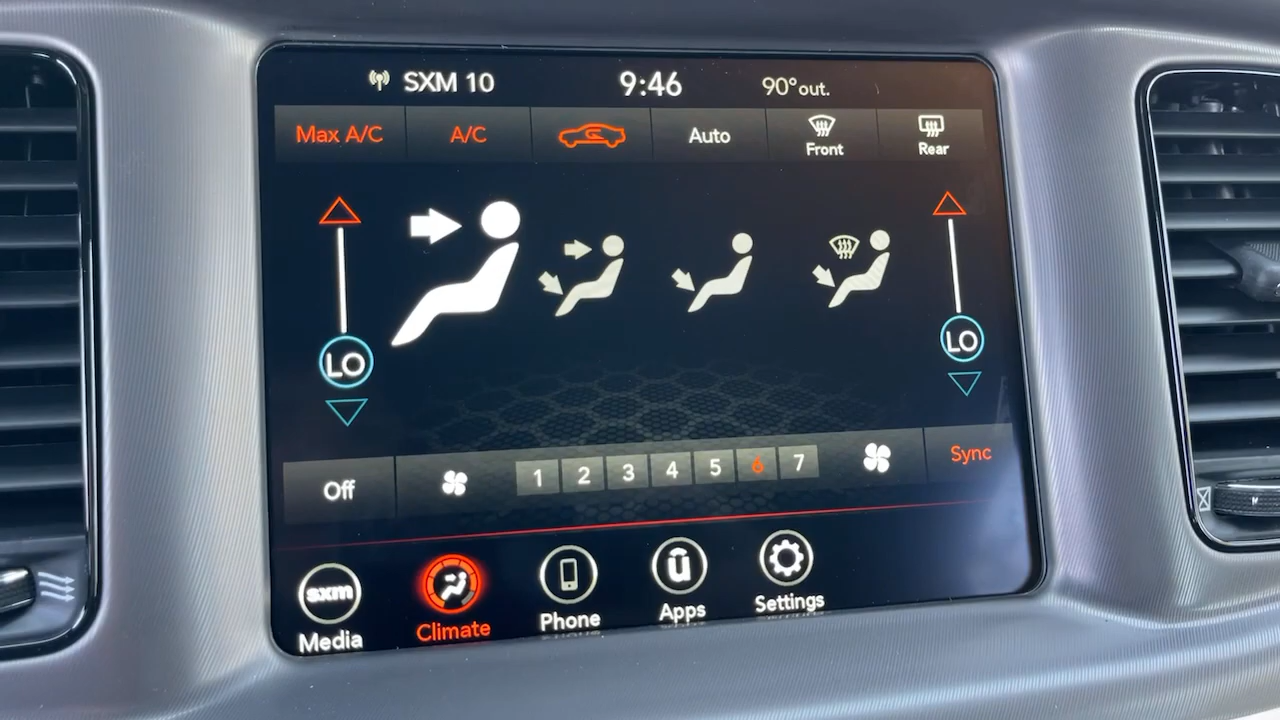 SXM 10 9:46 90°out.
Max A/C A/C Auto Front Rear
LO LO
Off 1 2 3 4 5 6 7 Sync
sxm ū
Media Climate Phone Apps Settings